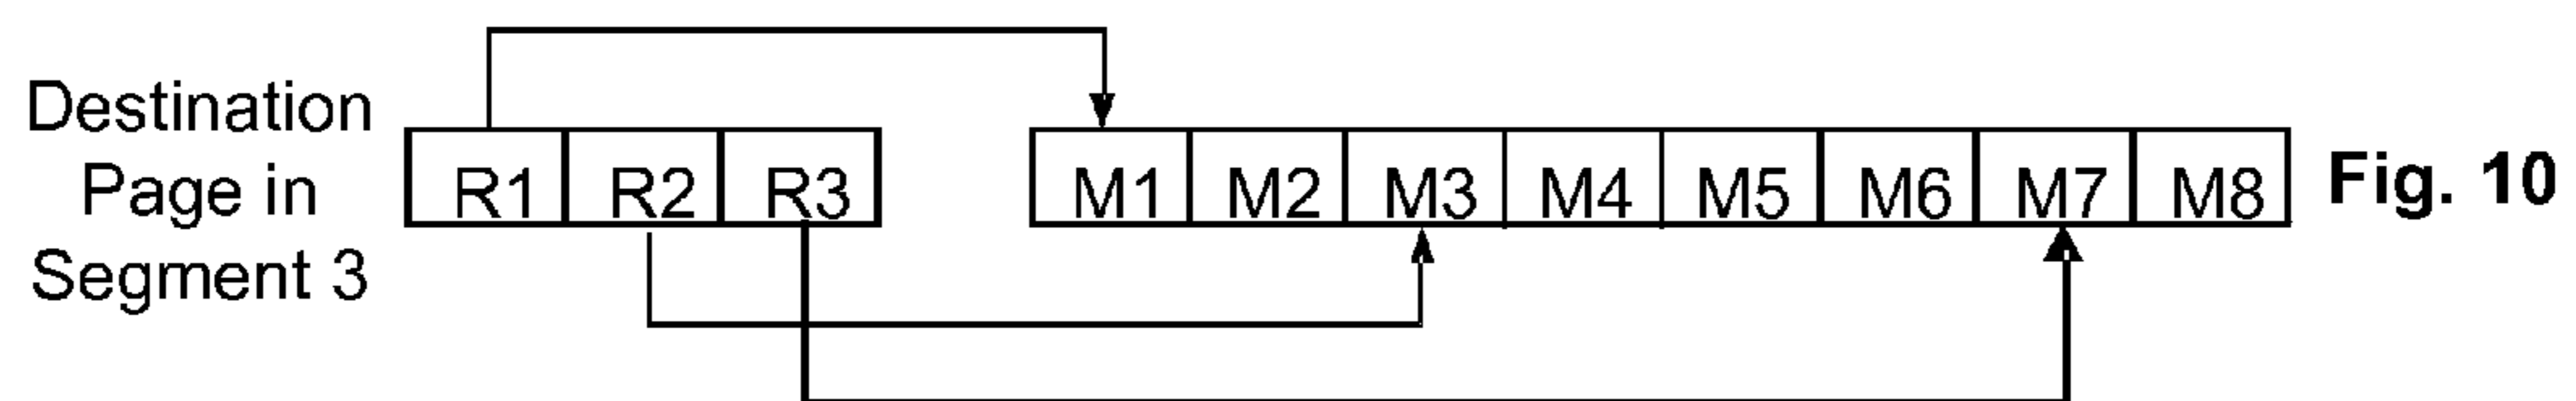 Destination
Page in
Segment 3
R1 R2 R3 M1 M2 M3 M4 M5 M6 M7 M8
Fig. 10